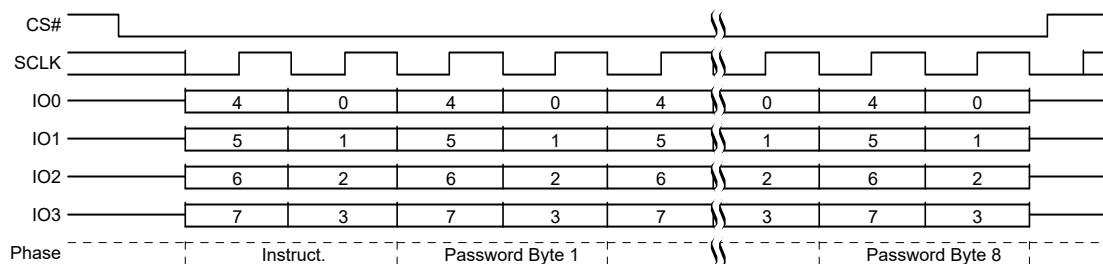 CS#
SCLK
IO0 4 0 4 0 4 0 4 0
IO1 5 1 5 1 5 1 5 1
IO2 6 2 6 2 6 2 6 2
IO3 7 3 7 3 7 3 7 3
Phase Instruct. Password Byte 1 Password Byte 8